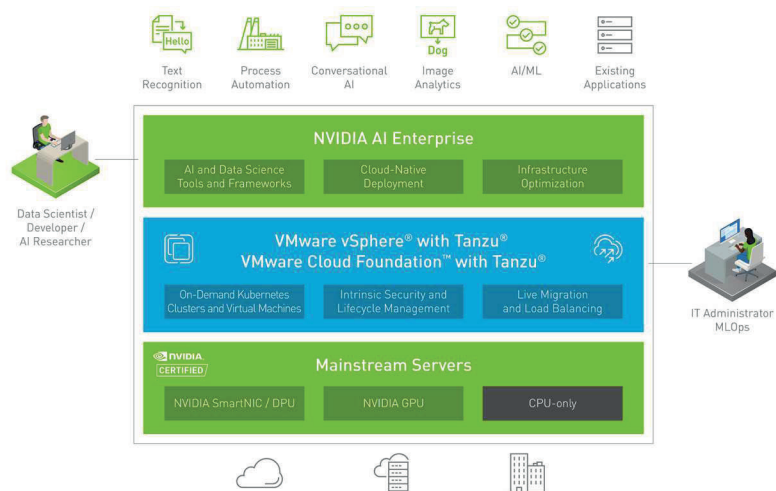 Hello
Dog
Text
Recognition
Process
Automation
Conversational
AI
Image
Analytics
AI/ML
Existing
Applications
Data Scientist /
Developer /
AI Researcher
NVIDIA AI Enterprise
AI and Data Science
Tools and Frameworks
Cloud-Native
Deployment
Infrastructure
Optimization
VMware vSphere® with Tanzu®
VMware Cloud Foundation™ with Tanzu®
On-Demand Kubernetes
Clusters and Virtual Machines
Intrinsic Security and
Lifecycle Management
Live Migration
and Load Balancing
IT Administrator
MLOps
NVIDIA.
CERTIFIED
Mainstream Servers
NVIDIA SmartNIC / DPU
NVIDIA GPU
CPU-only